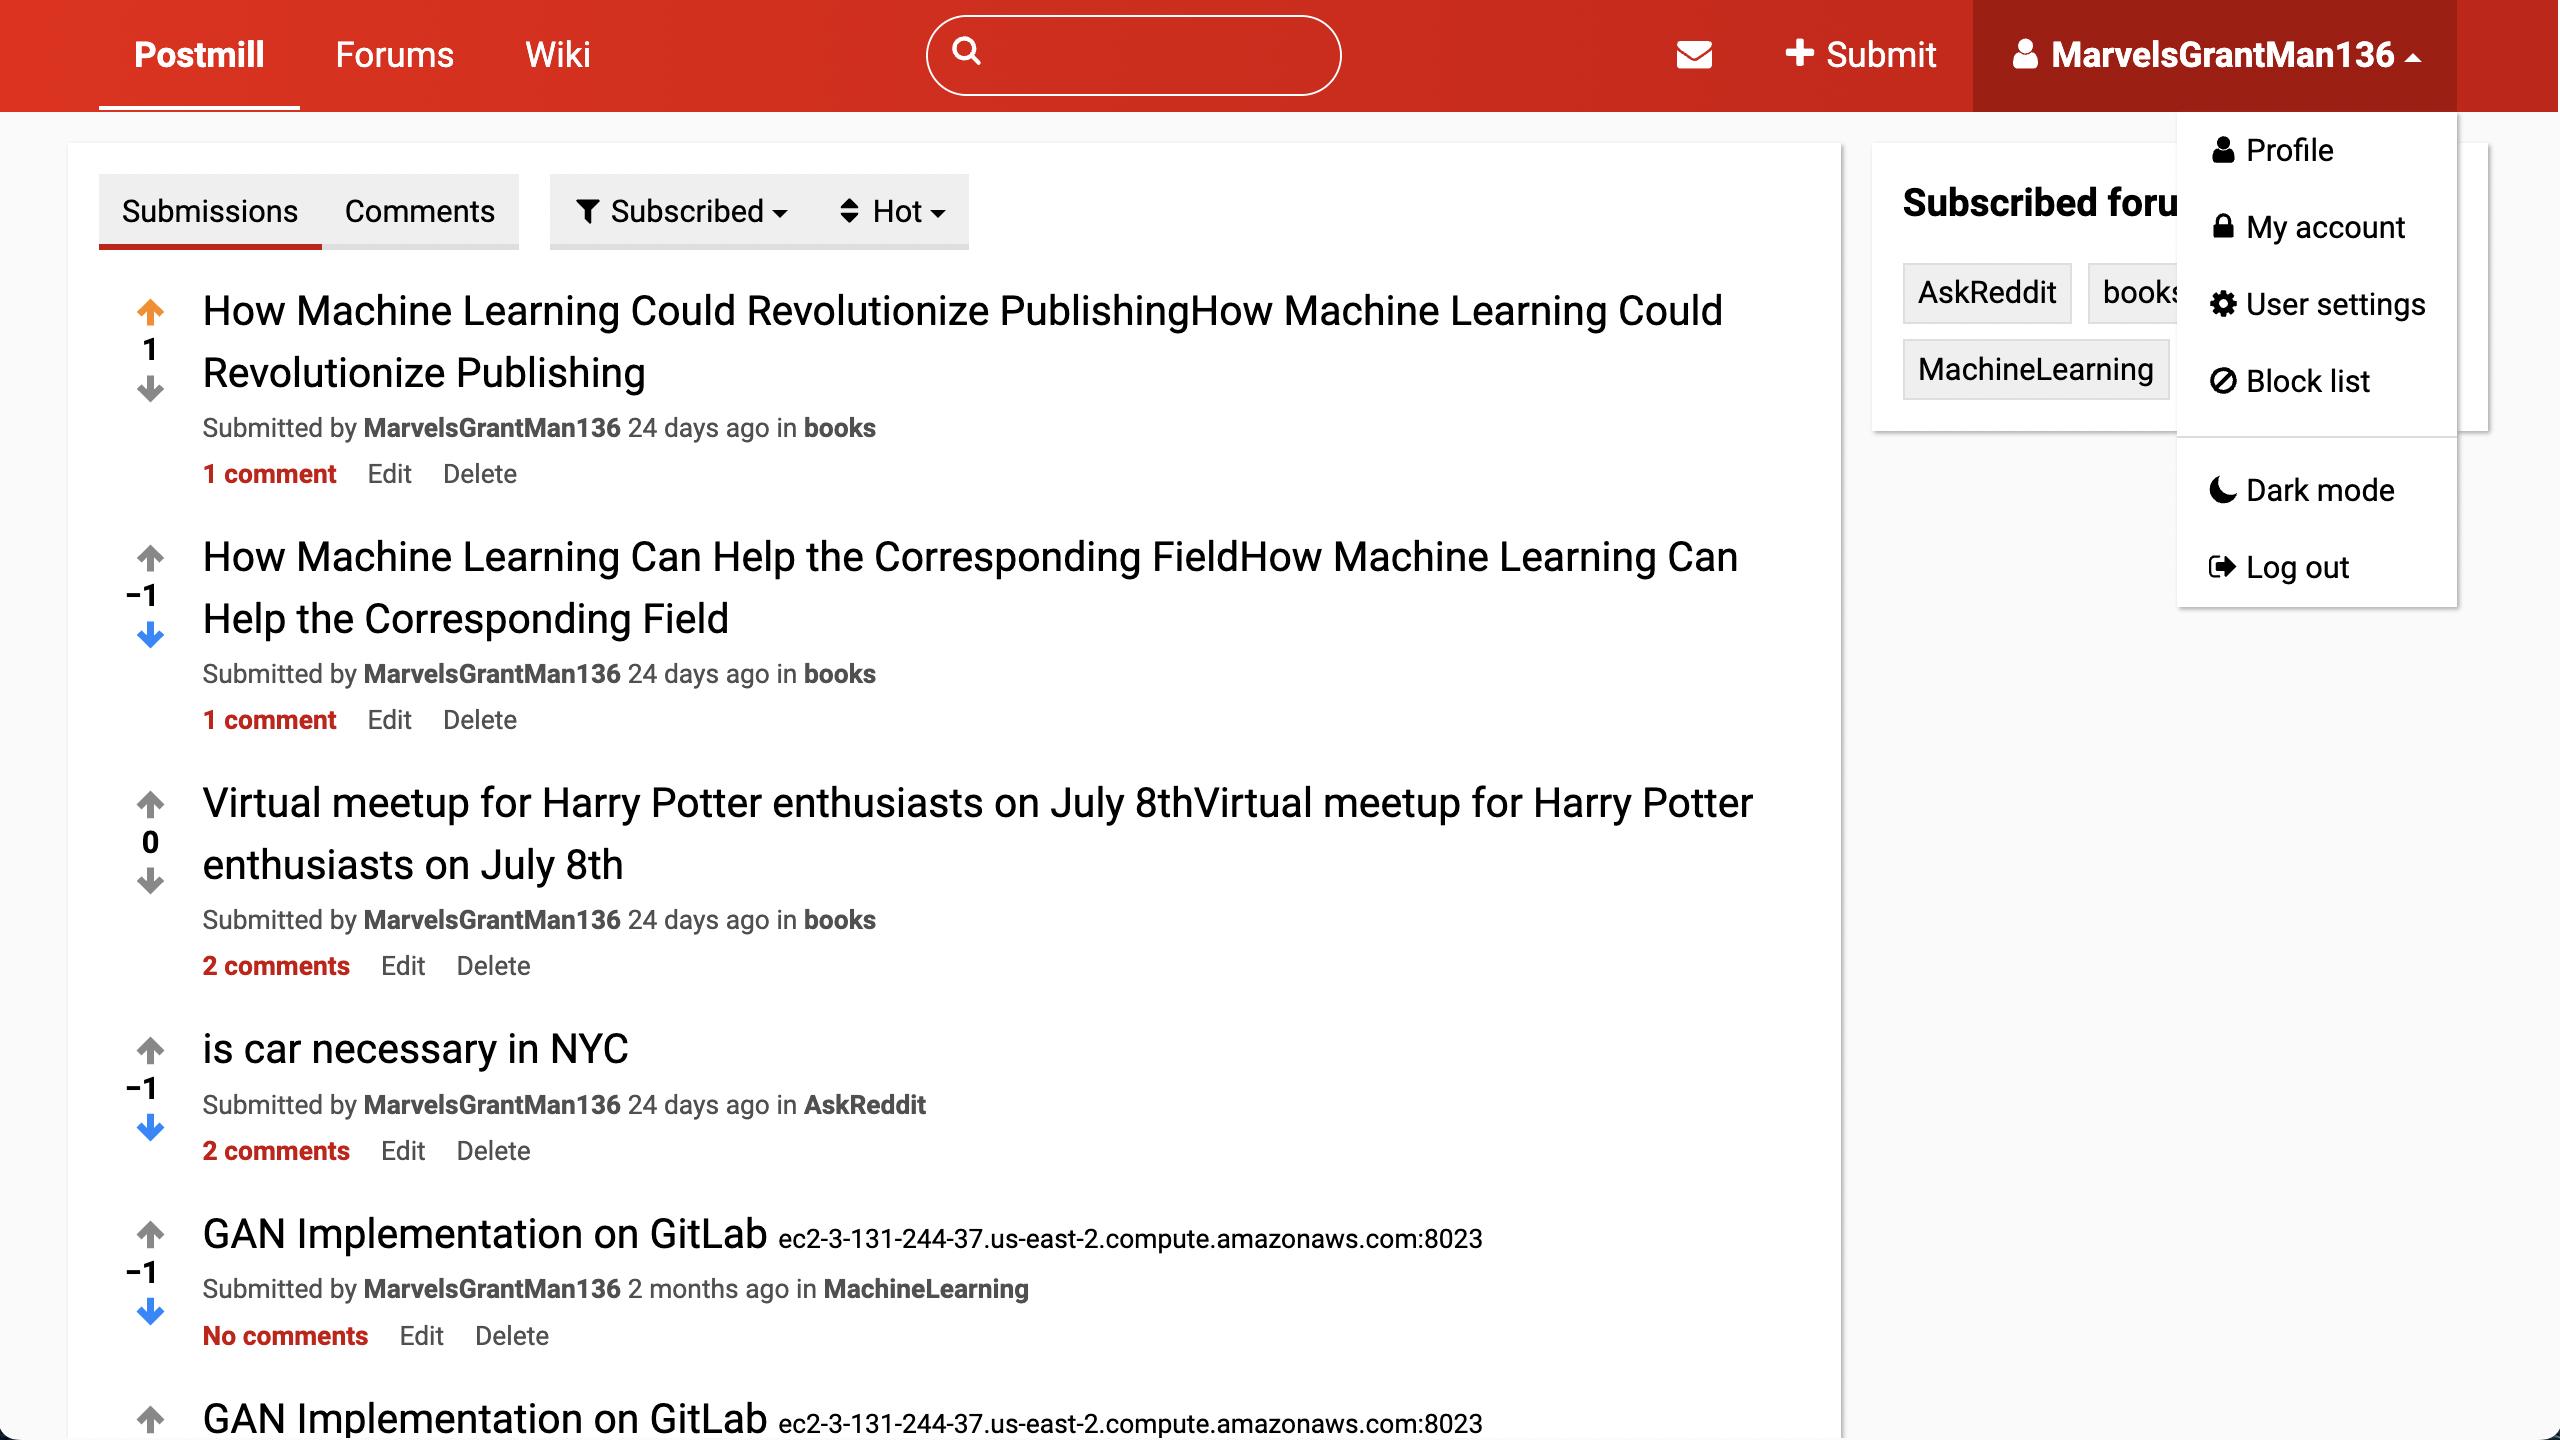 Postmill Forums Wiki Submit MarvelsGrantMan136
Submissions Comments Subscribed Hot
How Machine Learning Could Revolutionize PublishingHow Machine Learning Could
Revolutionize Publishing
1
Submitted by MarvelsGrantMan136 24 days ago in books
1 comment Edit Delete
How Machine Learning Can Help the Corresponding FieldHow Machine Learning Can
Help the Corresponding Field
−1
Submitted by MarvelsGrantMan136 24 days ago in books
1 comment Edit Delete
Virtual meetup for Harry Potter enthusiasts on July 8thVirtual meetup for Harry Potter
enthusiasts on July 8th
0
Submitted by MarvelsGrantMan136 24 days ago in books
2 comments Edit Delete
is car necessary in NYC
−1
Submitted by MarvelsGrantMan136 24 days ago in AskReddit
2 comments Edit Delete
GAN Implementation on GitLab ec2-3-131-244-37.us-east-2.compute.amazonaws.com:8023
−1
Submitted by MarvelsGrantMan136 2 months ago in MachineLearning
No comments Edit Delete
GAN Implementation on GitLab ec2-3-131-244-37.us-east-2.compute.amazonaws.com:8023
Subscribed foru
AskReddit books
MachineLearning
Profile
My account
User settings
Block list
Dark mode
Log out